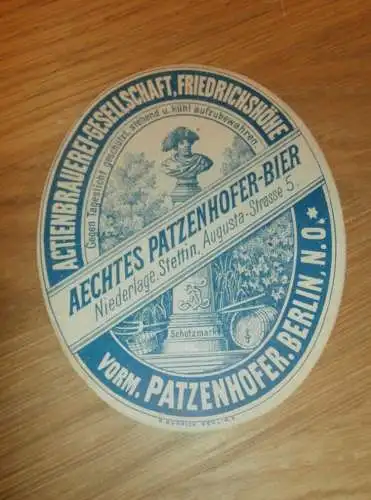 ACTIENBRAUEREI-GESELLSCHAFT, FRIEDRICHSHÖHE
Gegen Tageslicht geschützt, stehend u. kühl aufzubewahren.
AECHTES PATZENHOFER-BIER
Niederlage: Stettin, Augusta-Strasse 5.
Schutzmarke
VORM. PATZENHOFER. BERLIN, N.O.